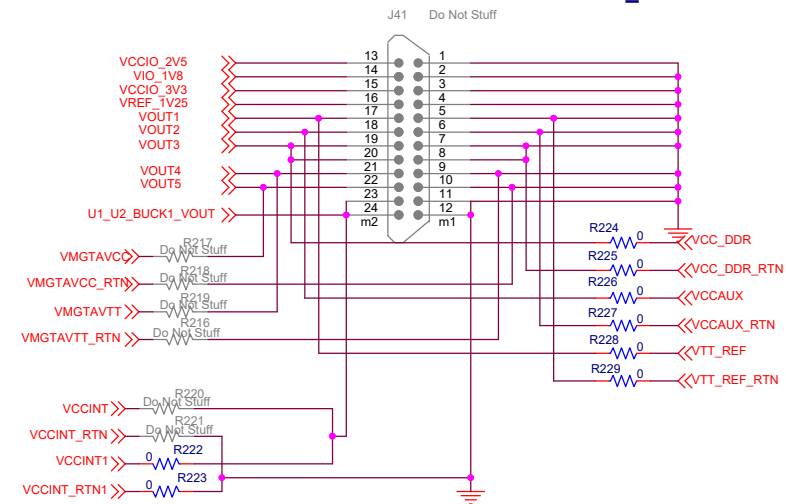 J41 Do Not Stuff
VCCIO_2V5 13 1
VIO_1V8 14 2
VCCIO_3V3 15 3
VREF_1V25 16 4
VOUT1 17 5
VOUT2 18 6
VOUT3 19 7
20 8
VOUT4 21 9
VOUT5 22 10
23 11
U1_U2_BUCK1_VOUT 24 12
m2 m1
R217
Do Not Stuff
VMGTAVCC
R218
Do Not Stuff
VMGTAVCC_RTN
R219
Do Not Stuff
VMGTAVTT
R216
Do Not Stuff
VMGTAVTT_RTN
R224 0 VCC_DDR
R225 0 VCC_DDR_RTN
R226 0 VCCAUX
R227 0 VCCAUX_RTN
R228 0 VTT_REF
R229 0 VTT_REF_RTN
R220
Do Not Stuff
VCCINT
R221
Do Not Stuff
VCCINT_RTN
VCCINT1 0 R222
VCCINT_RTN1 0 R223